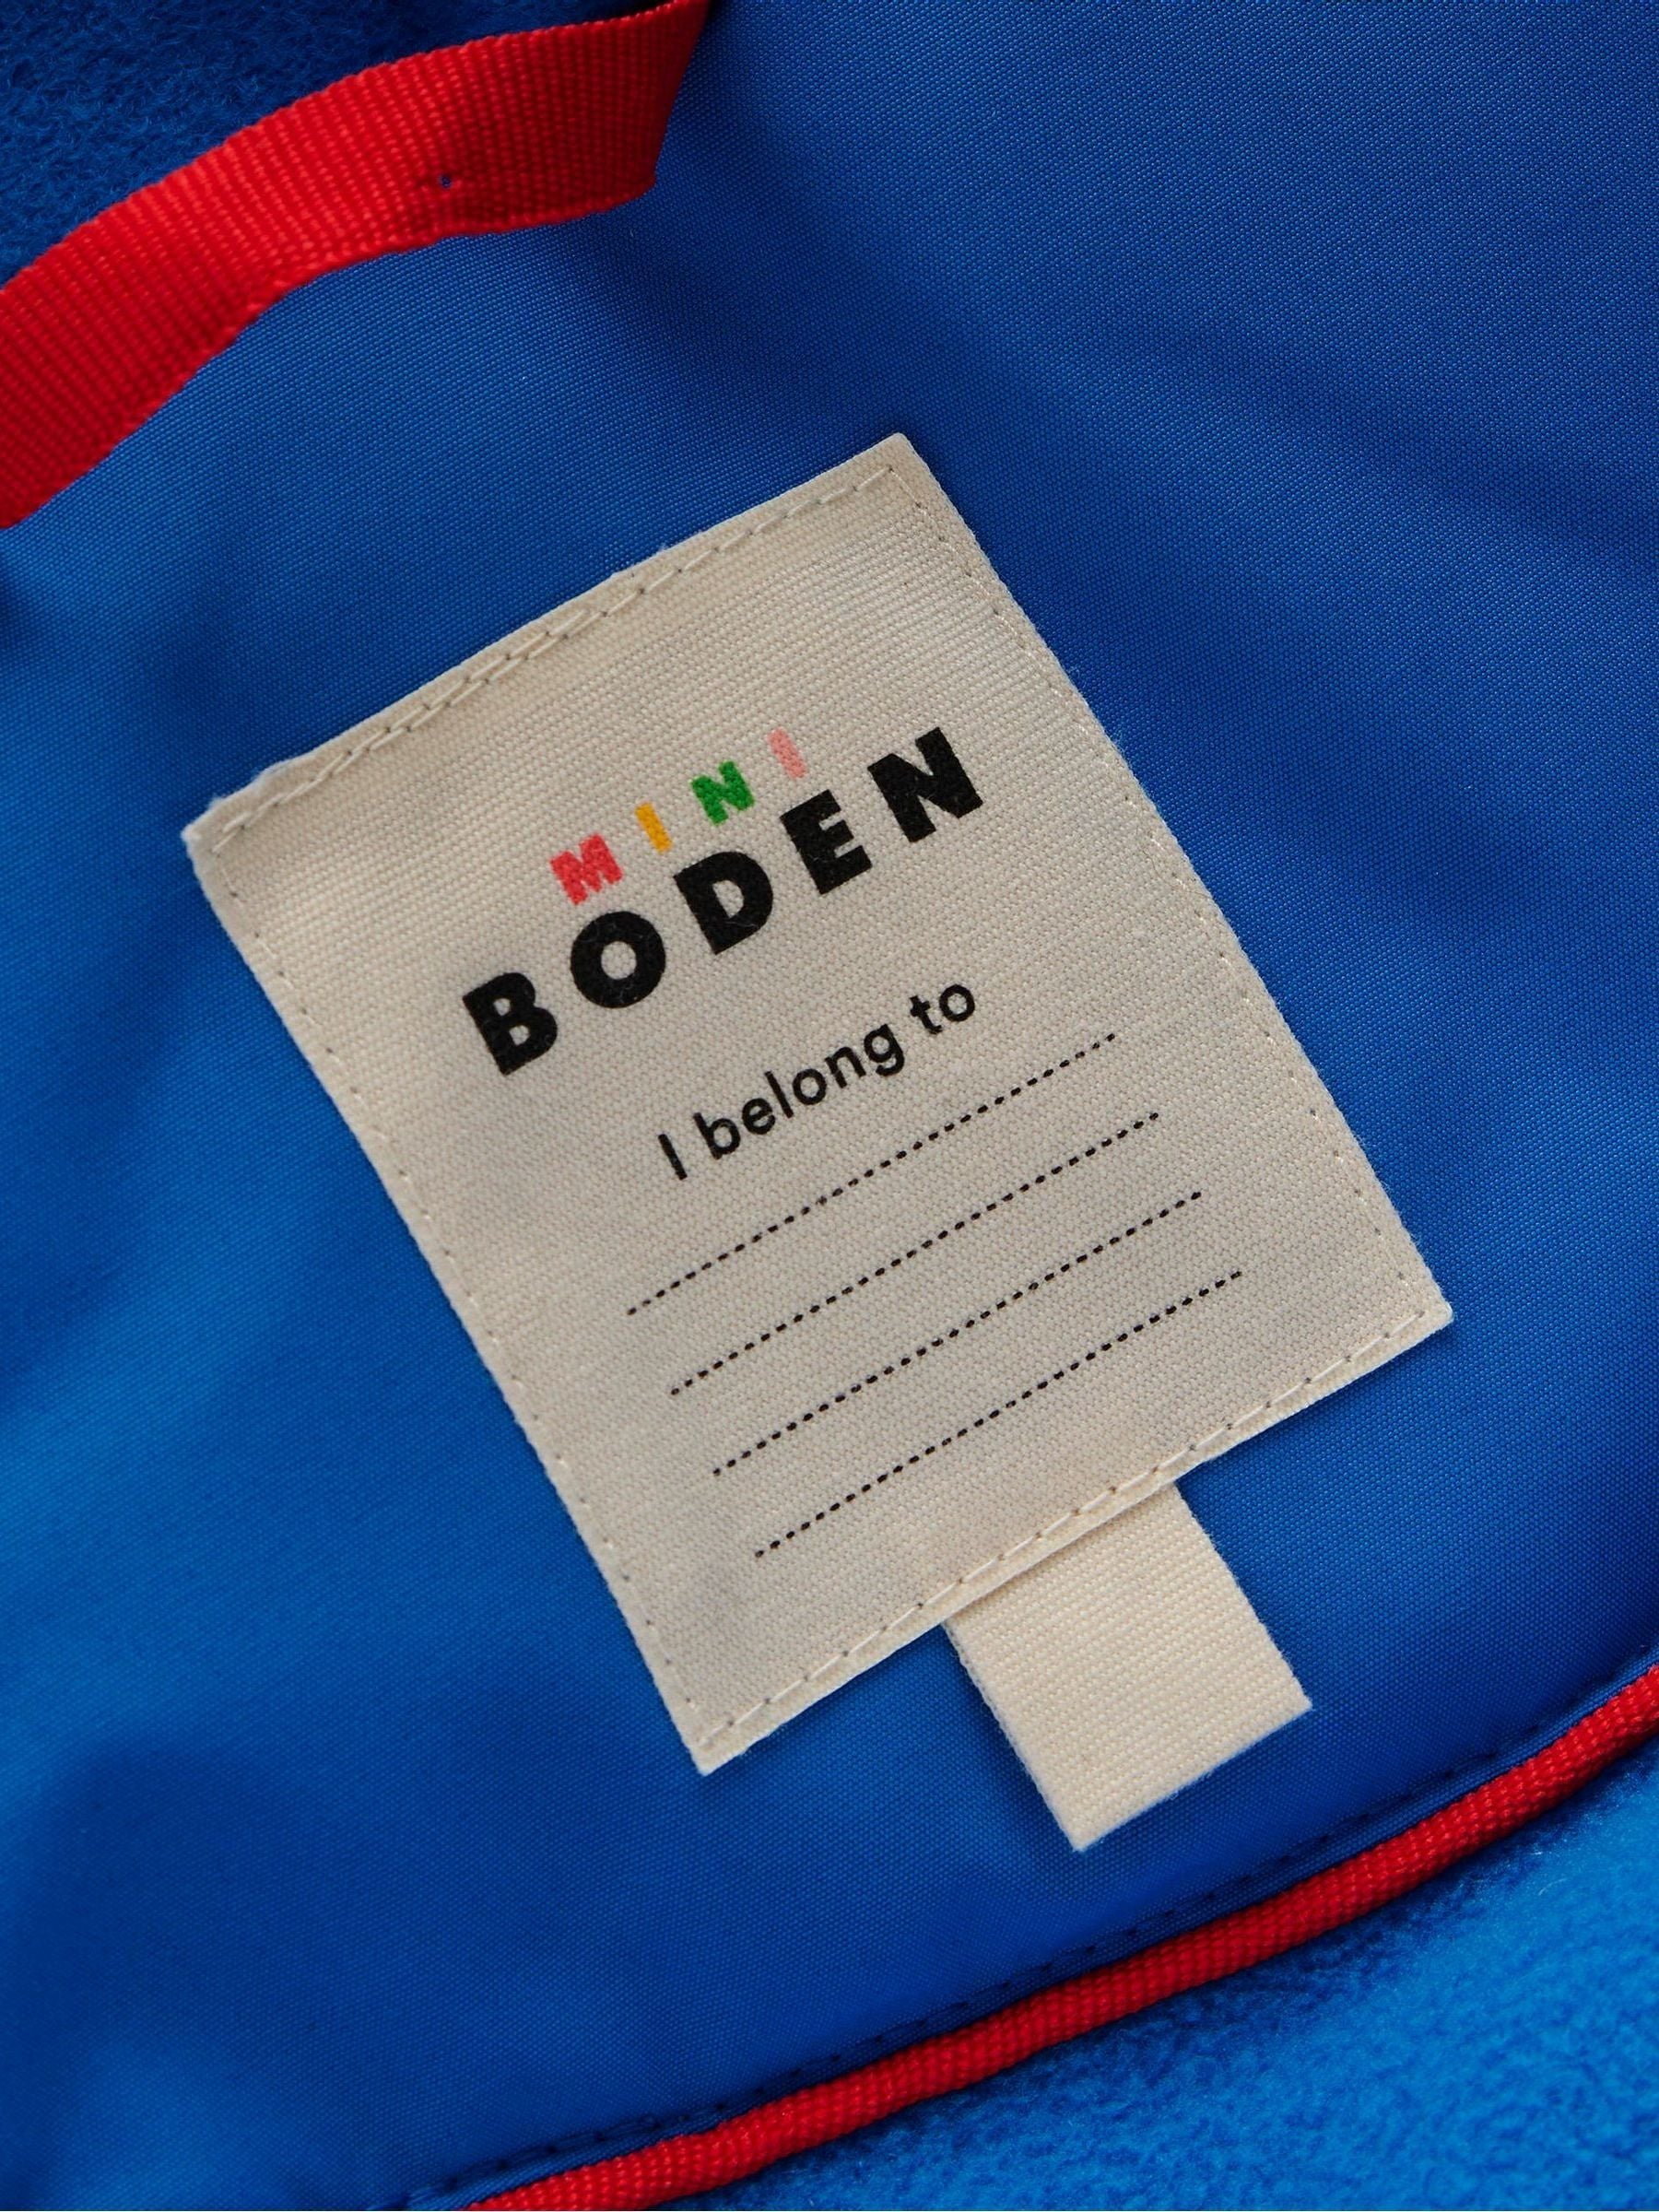 MINI
BODEN
I belong to